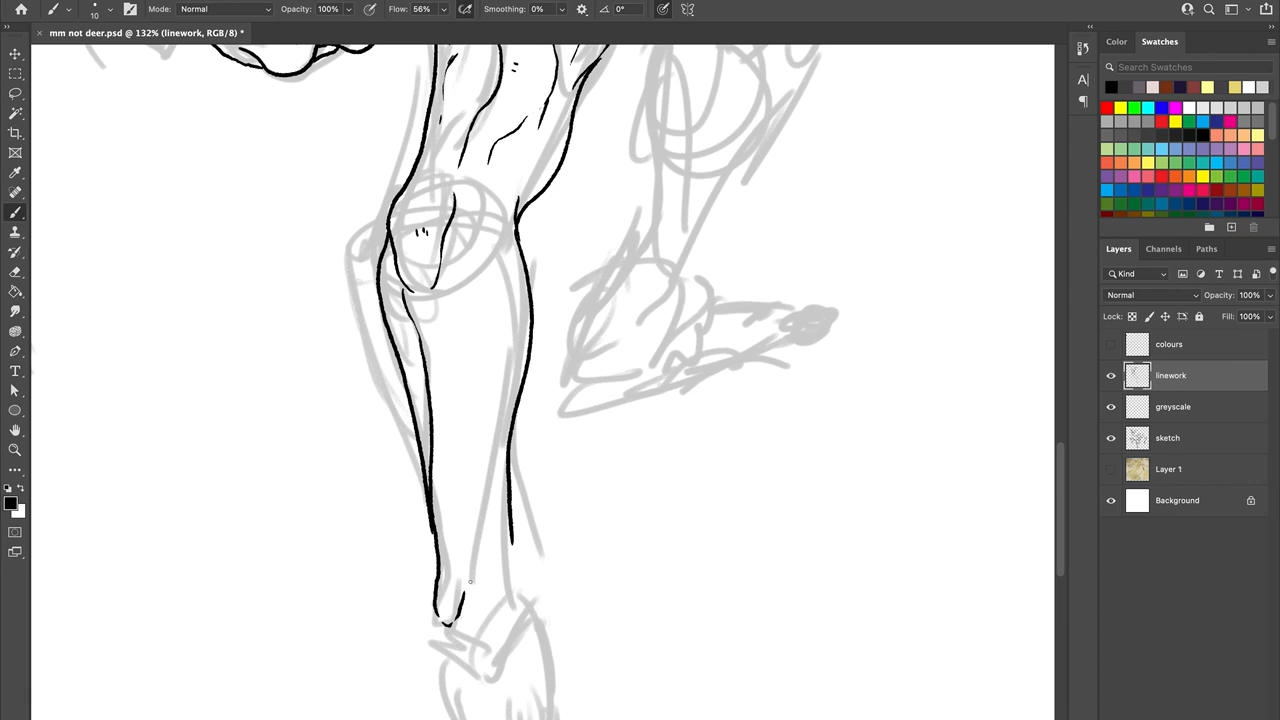 10 Mode: Normal Opacity: 100% Flow: 56% Smoothing: 0% 0°
× mm not deer.psd @ 132% (linework, RGB/8) *
Color Swatches
Search Swatches
Layers Channels Paths
Kind
Normal Opacity: 100%
Lock: Fill: 100%
colours
linework
greyscale
sketch
Layer 1
Background